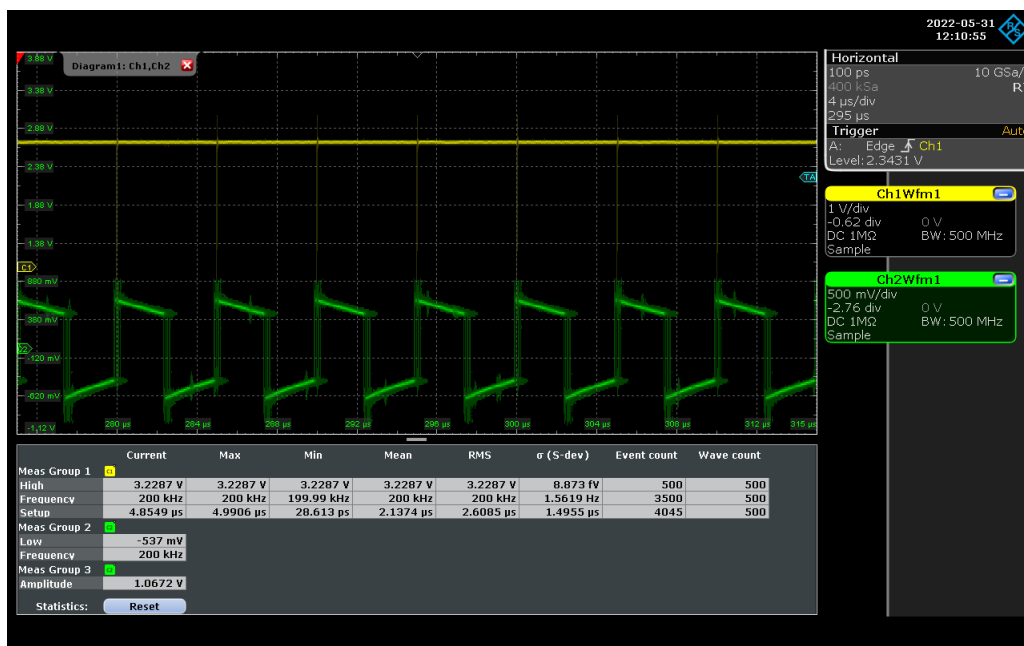 2022-05-31
12:10:55
Diagram1: Ch1,Ch2
3.88 V
3.38 V
2.88 V
2.38 V
1.88 V
1.38 V
880 mV
380 mV
-120 mV
-620 mV
-1.12 V
C1
TA
280 µs 284 µs 288 µs 292 µs 296 µs 300 µs 304 µs 308 µs 312 µs 315 µs
Horizontal
100 ps 10 GSa/
400 kSa R
4 µs/div
295 µs
Trigger Auto
A: Edge Ch1
Level: 2.3431 V
Ch1Wfm1
1 V/div
-0.62 div 0 V
DC 1MΩ BW: 500 MHz
Sample
Ch2Wfm1
500 mV/div
-2.76 div 0 V
DC 1MΩ BW: 500 MHz
Sample
Current Max Min Mean RMS σ (S-dev) Event count Wave count
Meas Group 1 C1
High 3.2287 V 3.2287 V 3.2287 V 3.2287 V 3.2287 V 8.873 fV 500 500
Frequency 200 kHz 200 kHz 199.99 kHz 200 kHz 200 kHz 1.5619 Hz 3500 500
Setup 4.8549 µs 4.9906 µs 28.613 ps 2.1374 µs 2.6085 µs 1.4955 µs 4045 500
Meas Group 2
Low -537 mV
Frequency 200 kHz
Meas Group 3
Amplitude 1.0672 V
Statistics: Reset